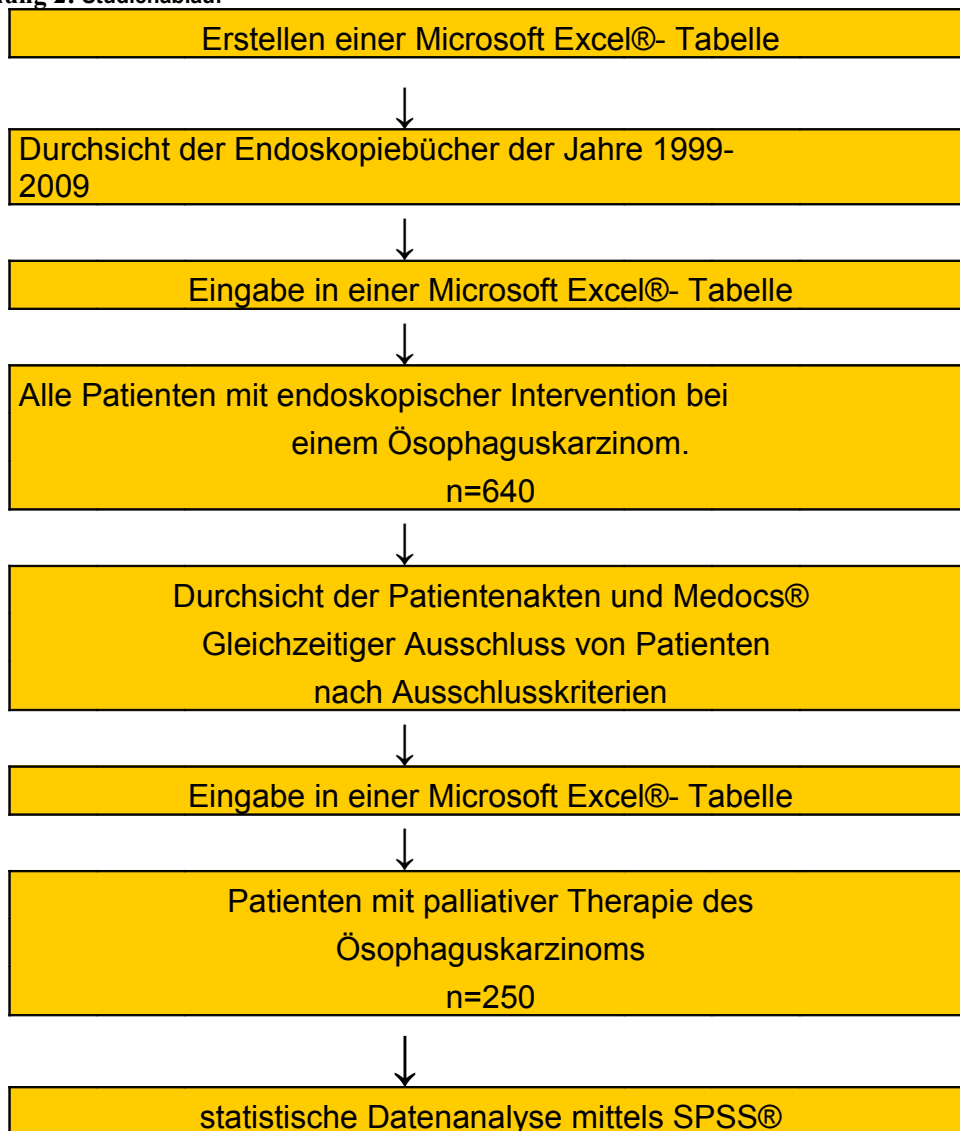 2. Studienablauf
Erstellen einer Microsoft Excel®- Tabelle
↓
Durchsicht der Endoskopiebücher der Jahre 1999-
2009
↓
Eingabe in einer Microsoft Excel®- Tabelle
↓
Alle Patienten mit endoskopischer Intervention bei
einem Ösophaguskarzinom.
n=640
↓
Durchsicht der Patientenakten und Medocs®
Gleichzeitiger Ausschluss von Patienten
nach Ausschlusskriterien
↓
Eingabe in einer Microsoft Excel®- Tabelle
↓
Patienten mit palliativer Therapie des
Ösophaguskarzinoms
n=250
↓
statistische Datenanalyse mittels SPSS®